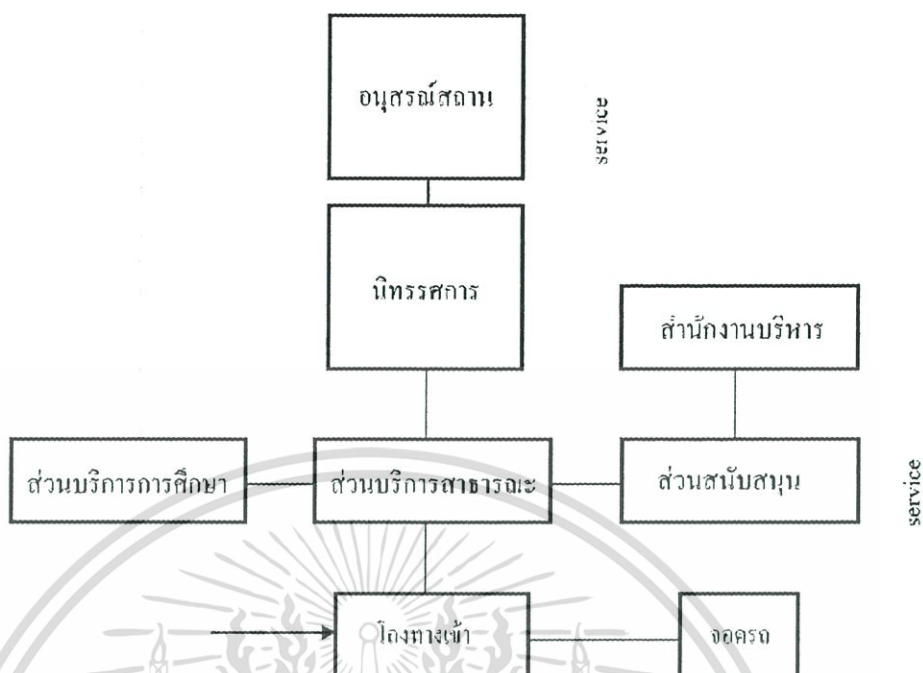 อนุสรณ์สถาน
service
นิทรรศการ
สำนักงานบริหาร
ส่วนบริการการศึกษา
ส่วนบริการสาธารณะ
ส่วนสนับสนุน
service
โถงทางเข้า
จอดรถ